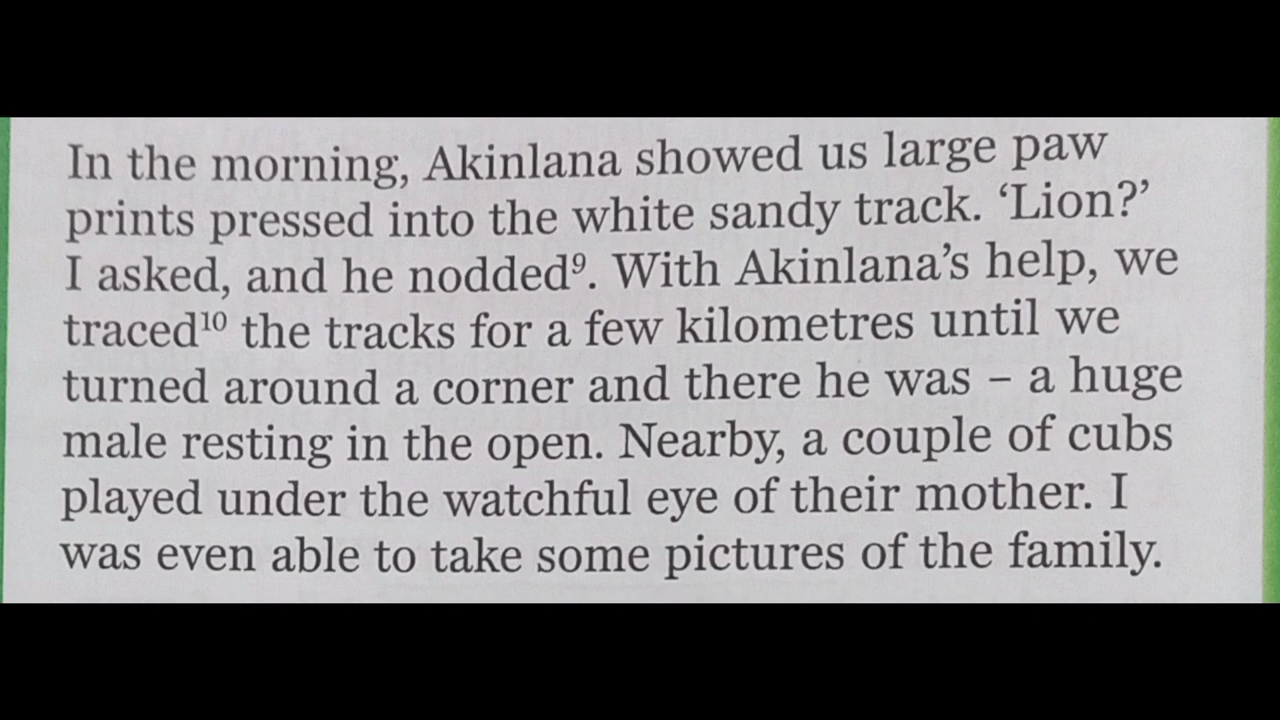 In the morning, Akinlana showed us large paw
prints pressed into the white sandy track. ‘Lion?’
I asked, and he nodded⁹. With Akinlana’s help, we
traced¹⁰ the tracks for a few kilometres until we
turned around a corner and there he was – a huge
male resting in the open. Nearby, a couple of cubs
played under the watchful eye of their mother. I
was even able to take some pictures of the family.